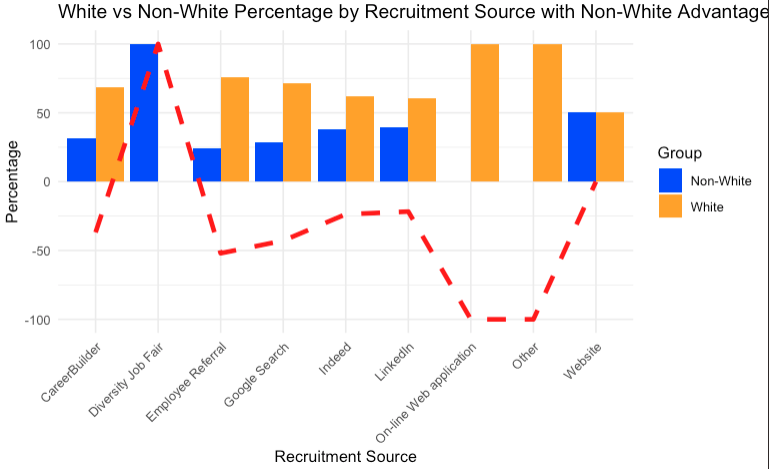 White vs Non-White Percentage by Recruitment Source with Non-White Advantage
100
50
0
-50
-100
Percentage
CareerBuilder
Diversity Job Fair
Employee Referral
Google Search
Indeed
LinkedIn
On-line Web application
Other
Website
Recruitment Source
Group
Non-White
White